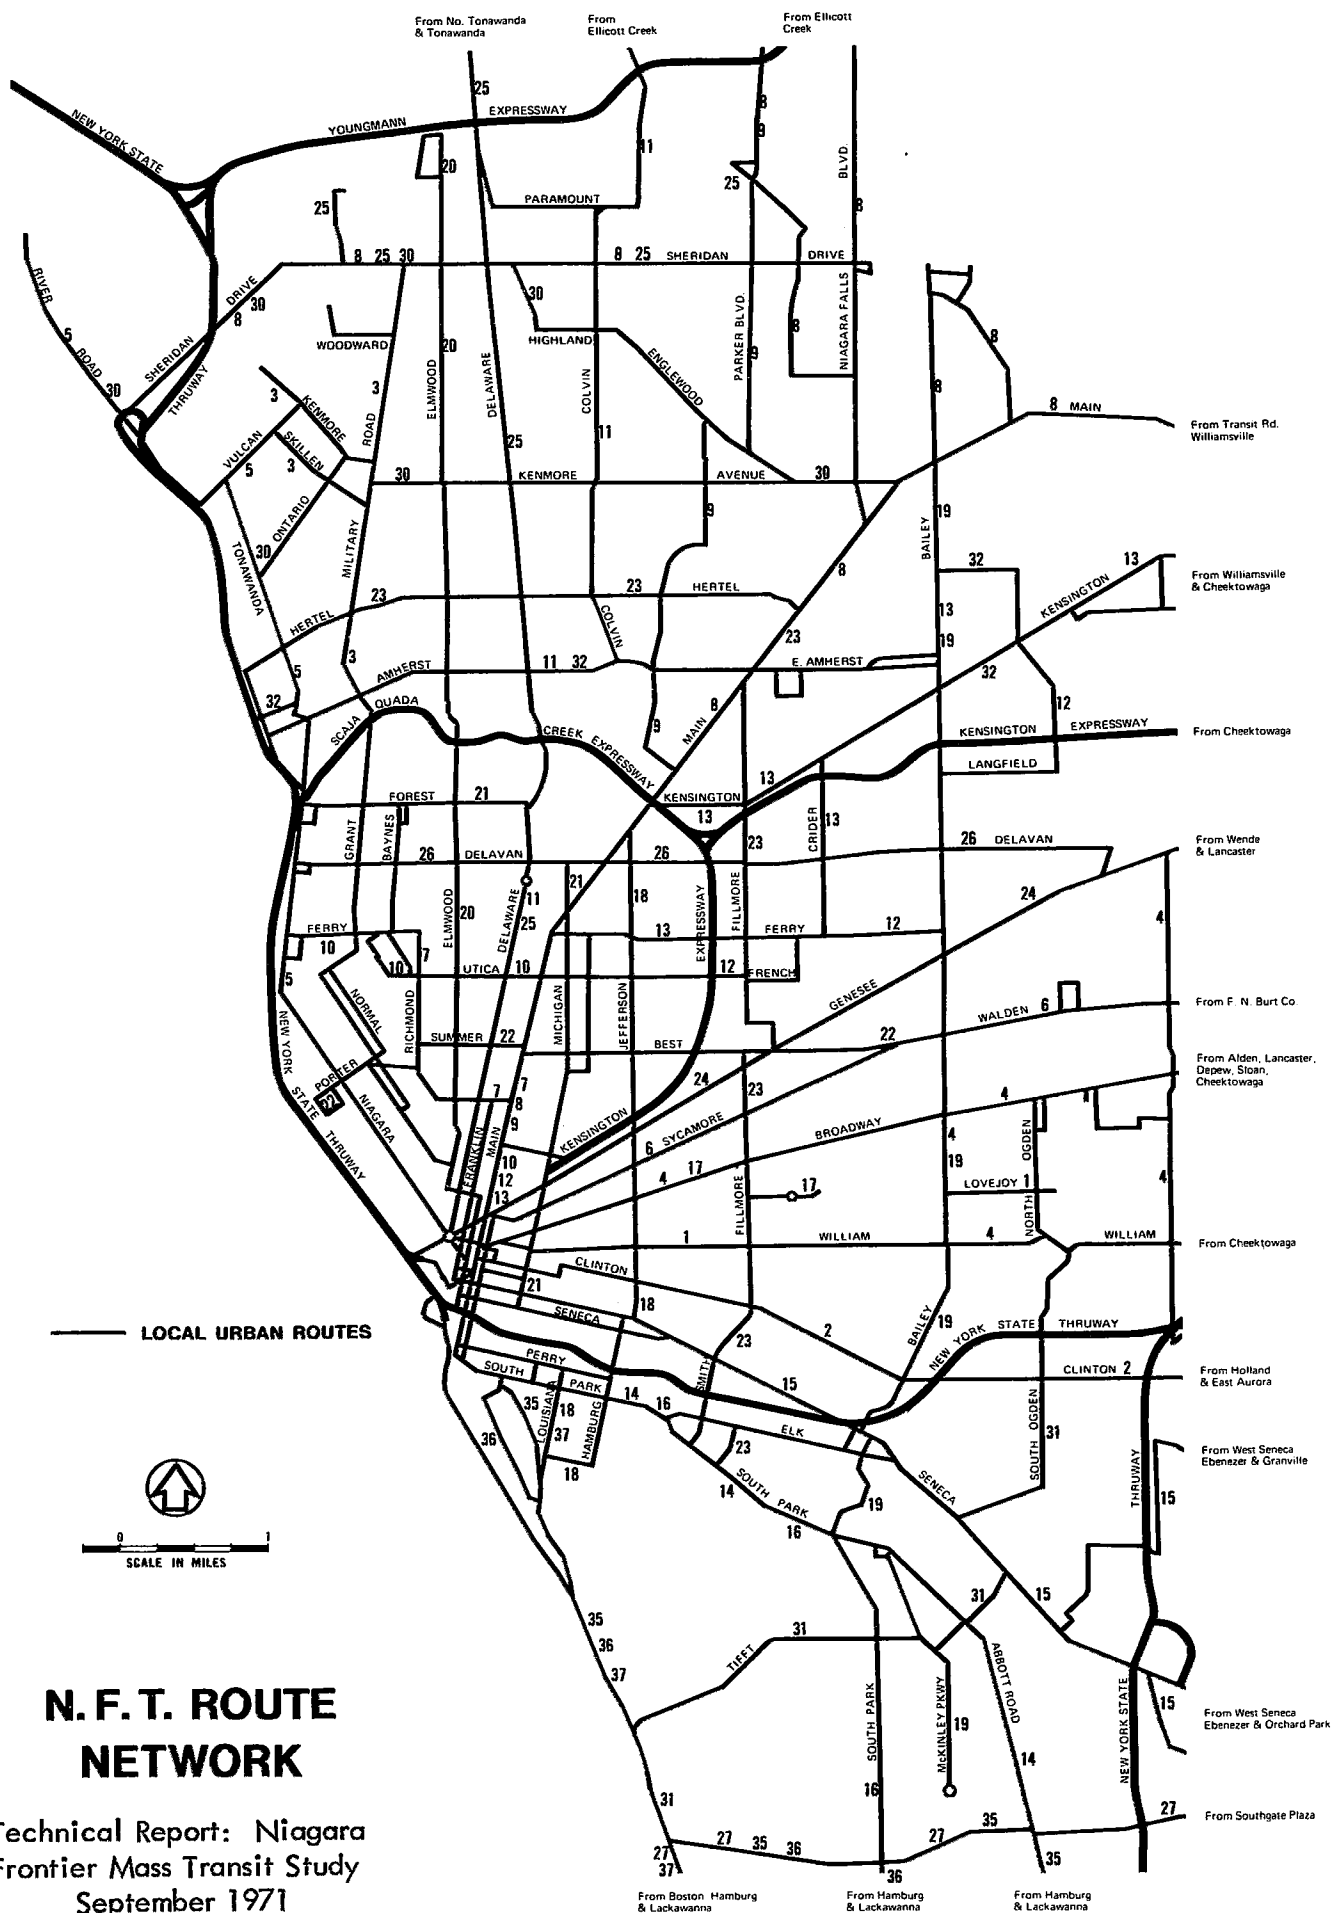 From No. Tonawanda
& Tonawanda
From
Ellicott Creek
From Ellicott
Creek
25
EXPRESSWAY
YOUNGMANN
NEW YORK STATE
8
9
11
20
BLVD.
25
25
PARAMOUNT
8
8 25 30
8 25
SHERIDAN
DRIVE
RIVER
ROAD
5
30
DRIVE
30
8
SHERIDAN
THRUWAY
30
WOODWARD
HIGHLAND
ENGLEWOOD
20
ELMWOOD
DELAWARE
COLVIN
PARKER BLVD.
9
8
NIAGARA FALLS
8
8
3
3
KENMORE
ROAD
VULCAN
SKILLEN
5
3
25
11
8 MAIN
From Transit Rd.
Williamsville
30
KENMORE
AVENUE
30
ONTARIO
30
TONAWANDA
MILITARY
9
19
BAILEY
8
32
13
KENSINGTON
From Williamsville
& Cheektowaga
HERTEL
23
23
HERTEL
COLVIN
23
13
19
5
3
AMHERST
11 32
E. AMHERST
32
32
12
SCAJA
QUADA
CREEK EXPRESSWAY
9
MAIN
8
KENSINGTON
EXPRESSWAY
From Cheektowaga
LANGFIELD
FOREST
21
KENSINGTON
13
13
GRANT
BAYNES
CRIDER
13
26
DELAVAN
26
23
26 DELAVAN
From Wende
& Lancaster
21
18
24
ELMWOOD
20
DELAWARE
11
25
EXPRESSWAY
FILLMORE
4
FERRY
10
7
13
FERRY
12
5
10
UTICA
10
12
FRENCH
GENESEE
NORMAL
RICHMOND
MICHIGAN
JEFFERSON
WALDEN
6
From F. N. Burt Co.
NEW YORK
STATE
THRUWAY
SUMMER
22
BEST
22
From Alden, Lancaster,
Depew, Sloan,
Cheektowaga
PORTER
22
NIAGARA
7
7
8
9
24
23
4
KENSINGTON
6 SYCAMORE
BROADWAY
OGDEN
FRANKLIN
MAIN
10
12
13
4 17
4
19
17
LOVEJOY 1
4
FILLMORE
NORTH
1
WILLIAM
4
WILLIAM
From Cheektowaga
CLINTON
21
SENECA
18
2
BAILEY
19
NEW YORK
STATE
THRUWAY
LOCAL URBAN ROUTES
23
PERRY
SOUTH
PARK
14
16
SMITH
15
CLINTON 2
From Holland
& East Aurora
35
LOUISIANA
18
37
HAMBURG
36
18
ELK
23
SOUTH PARK
14
16
19
SENECA
SOUTH OGDEN
31
THRUWAY
15
From West Seneca
Ebenezer & Granville
0
1
SCALE IN MILES
35
36
37
31
TIFFT
31
15
ABBOTT ROAD
SOUTH PARK
McKINLEY PKWY
19
14
NEW YORK STATE
15
From West Seneca
Ebenezer & Orchard Park
N.F.T. ROUTE
NETWORK
31
16
35
27
From Southgate Plaza
27
37
27 35 36
27
36
35
Technical Report: Niagara
Frontier Mass Transit Study
September 1971
From Boston Hamburg
& Lackawanna
From Hamburg
& Lackawanna
From Hamburg
& Lackawanna